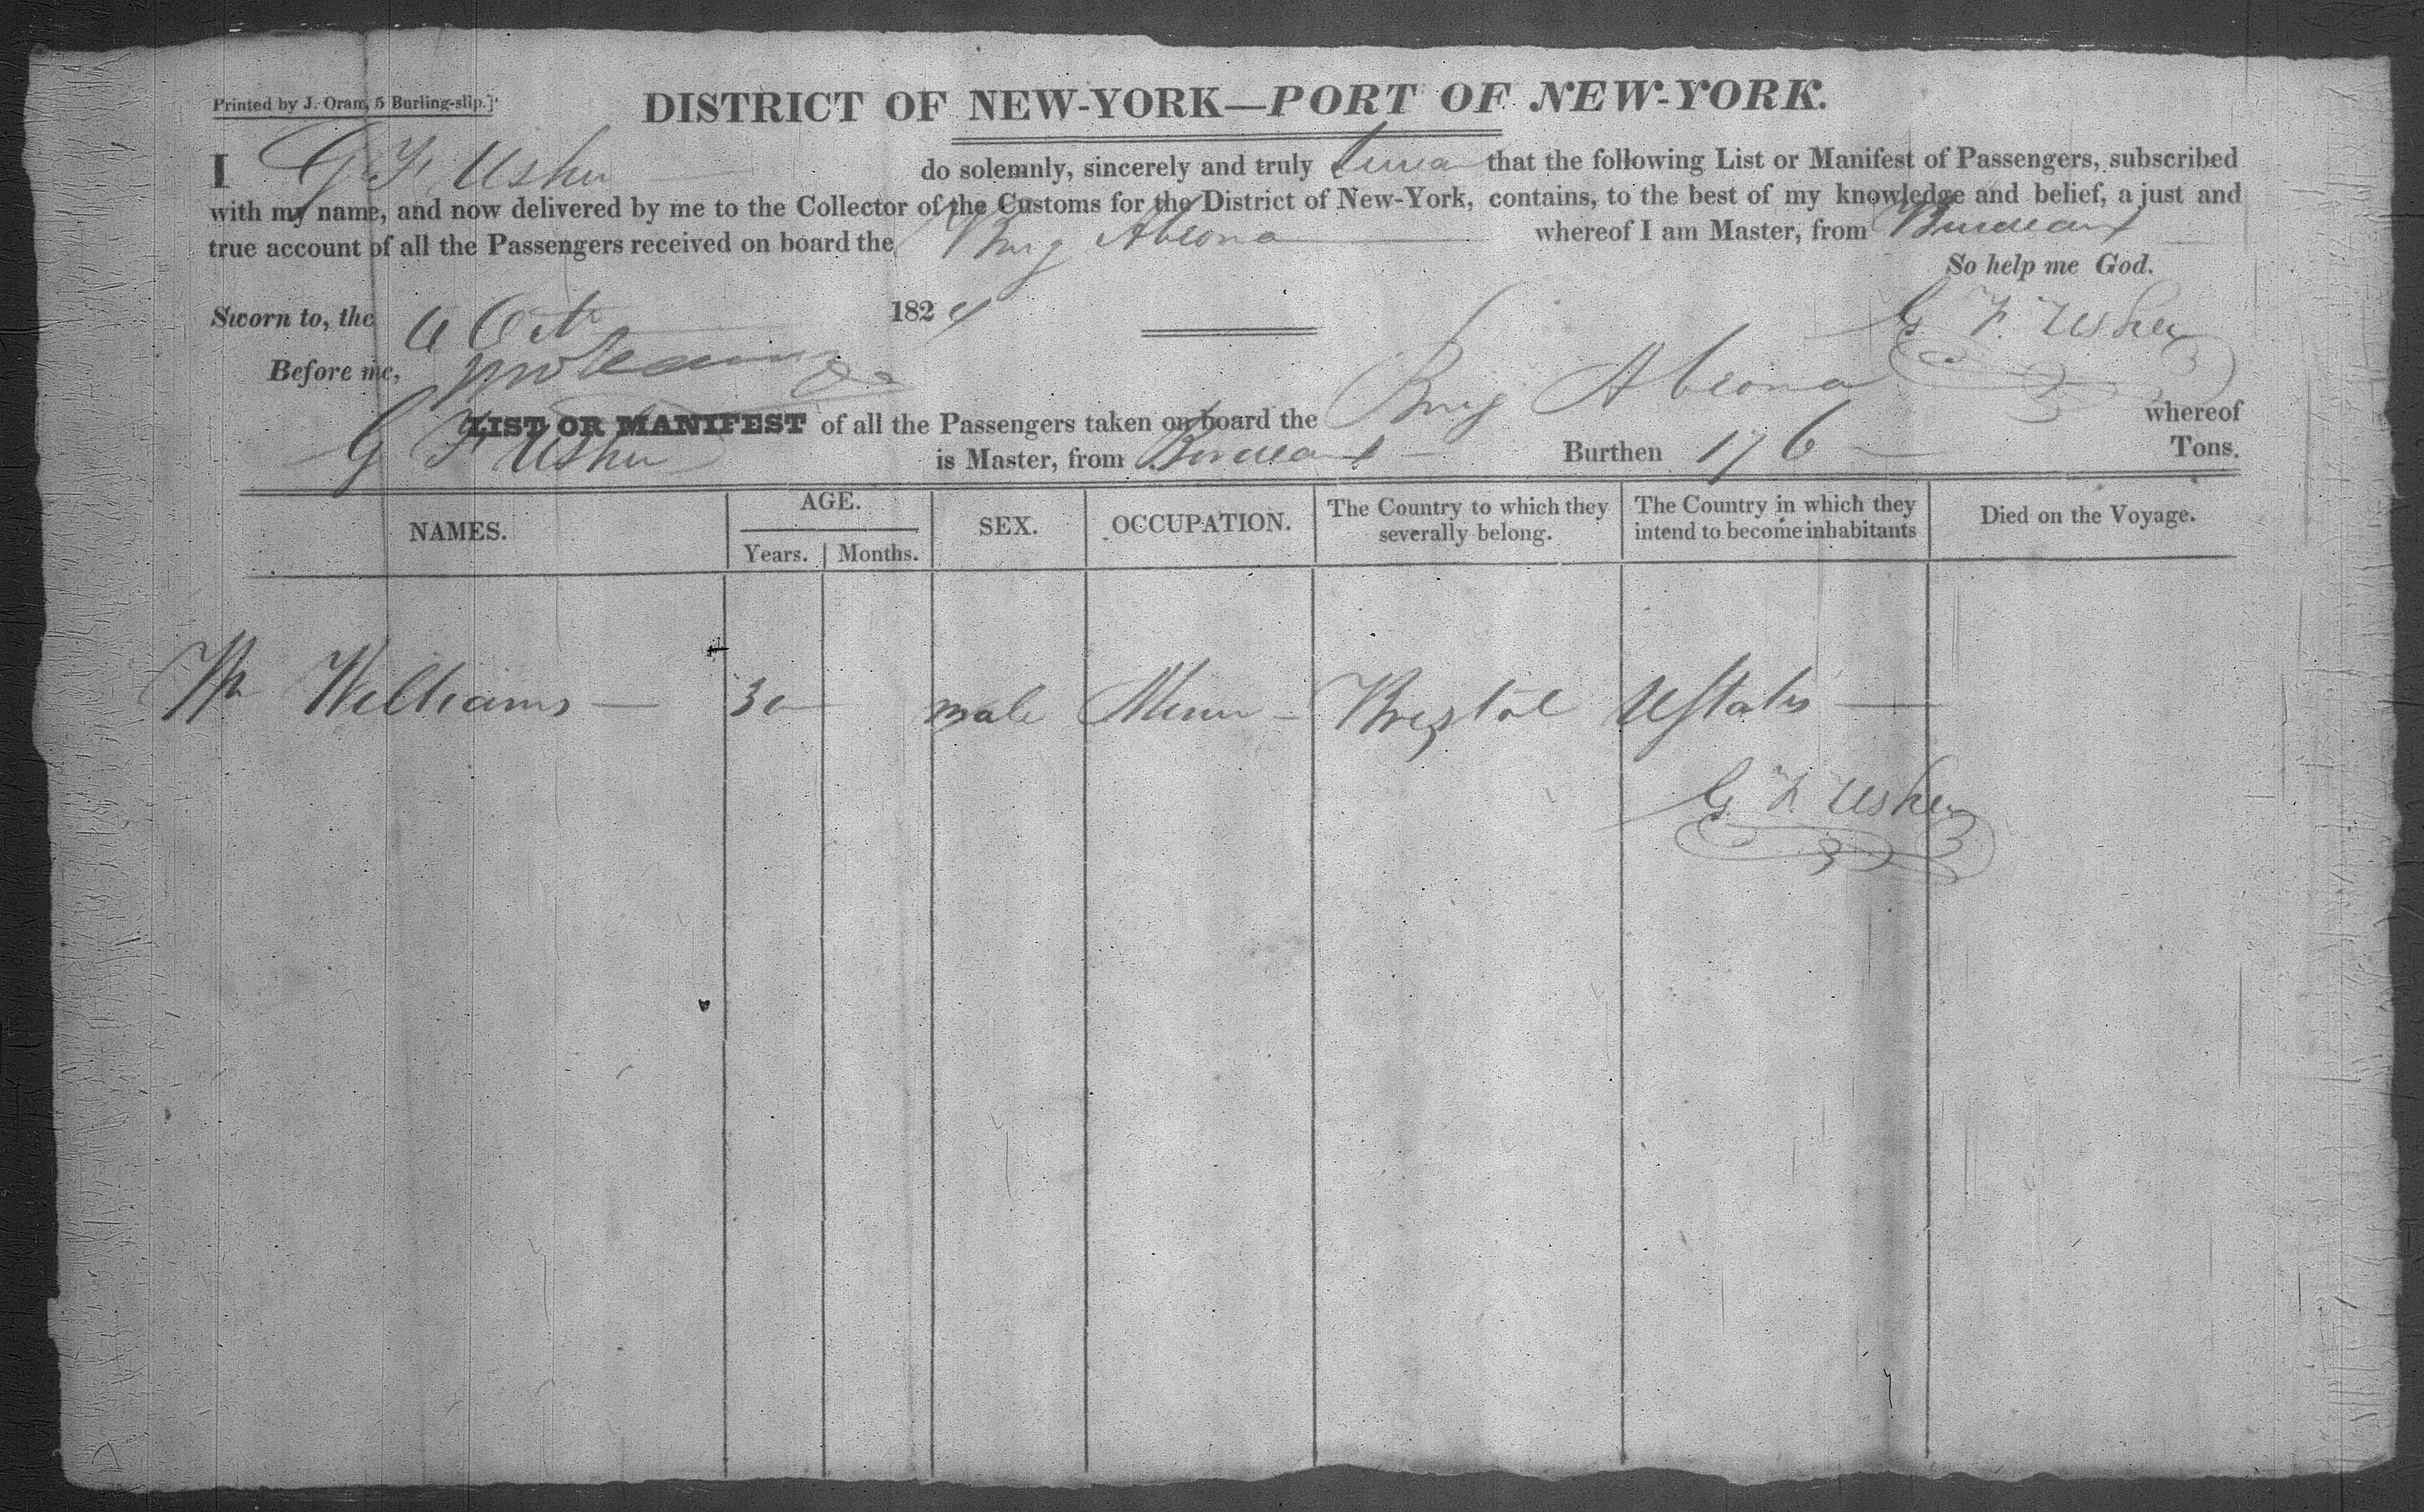 Printed by J. Oram, 5 Burling-slip.]
DISTRICT OF NEW-YORK—PORT OF NEW-YORK.
I G F Usher do solemnly, sincerely and truly that the following List or Manifest of Passengers, subscribed
with my name, and now delivered by me to the Collector of the Customs for the District of New-York, contains, to the best of my knowledge and belief, a just and
true account of all the Passengers received on board the Brig Abeona whereof I am Master, from Burdeaux
So help me God.
Sworn to, the Oct 1824
G F Usher
Before me,
LIST OR MANIFEST of all the Passengers taken on board the Brig Abeona whereof
G F Usher is Master, from Bordeaux Burthen 176 Tons.
NAMES. AGE. SEX. OCCUPATION. The Country to which they severally belong. The Country in which they intend to become inhabitants Died on the Voyage.
Years. Months.
Wm Williams 30 male Bristol UStates
G F Usher